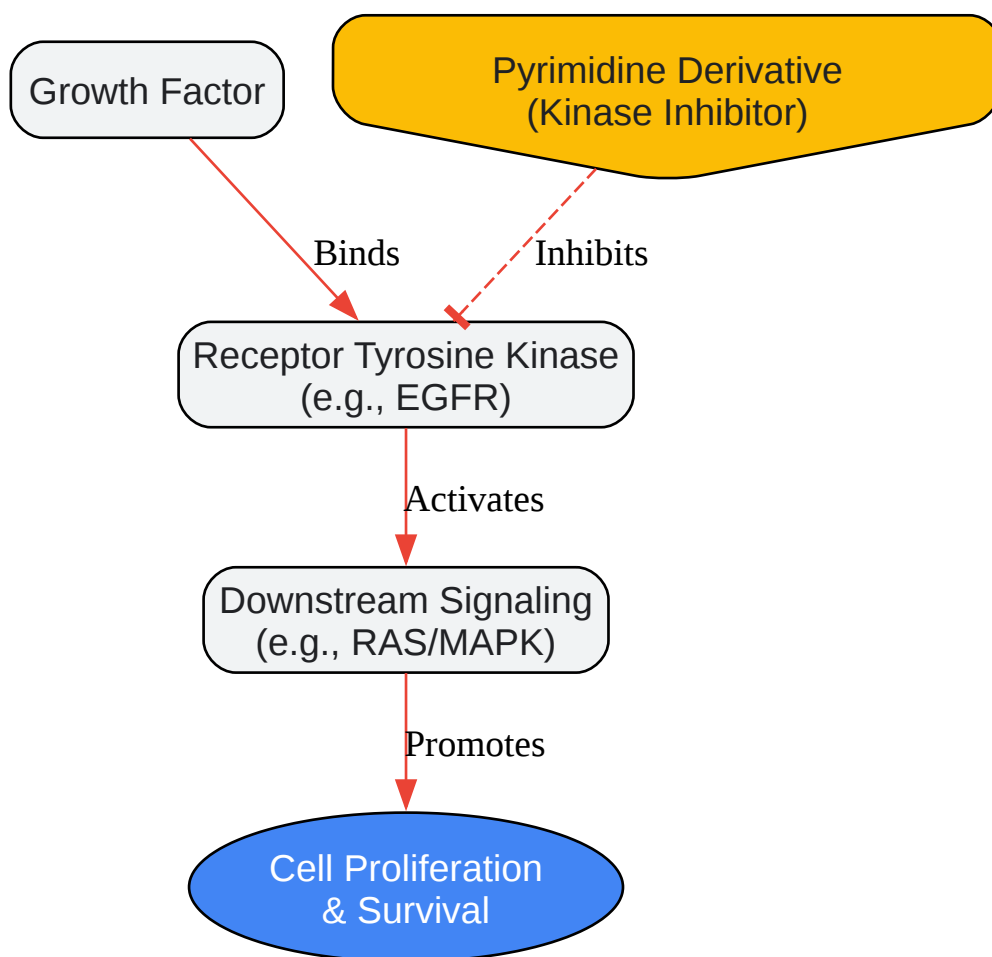 Growth Factor
Pyrimidine Derivative
(Kinase Inhibitor)
Binds
Inhibits
Receptor Tyrosine Kinase
(e.g., EGFR)
Activates
Downstream Signaling
(e.g., RAS/MAPK)
Promotes
Cell Proliferation
& Survival